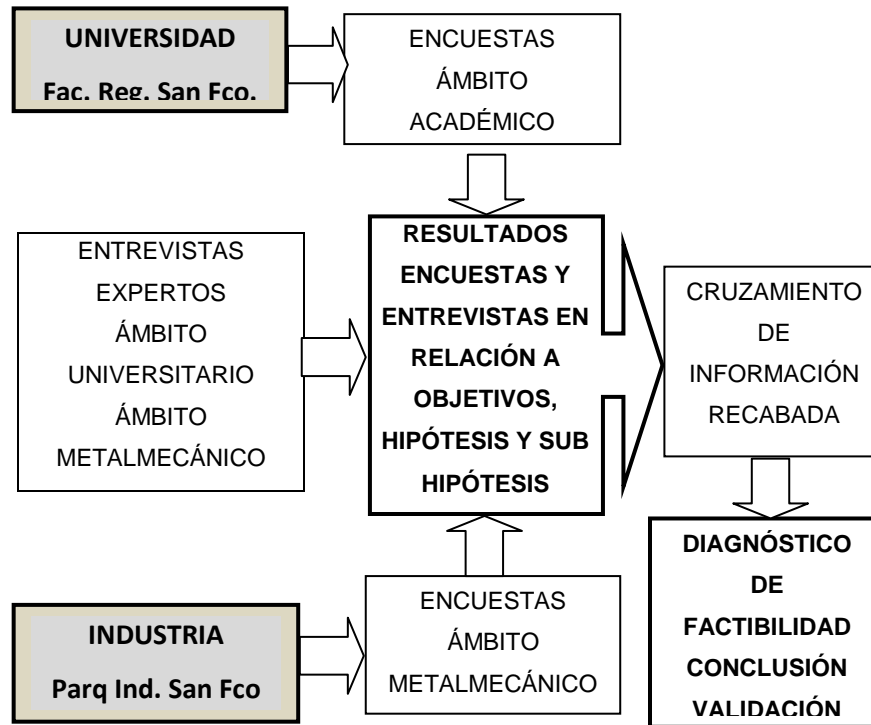 UNIVERSIDAD
Fac. Reg. San Fco.
ENCUESTAS
ÁMBITO
ACADÉMICO
ENTREVISTAS
EXPERTOS
ÁMBITO
UNIVERSITARIO
ÁMBITO
METALMECÁNICO
RESULTADOS
ENCUESTAS Y
ENTREVISTAS EN
RELACIÓN A
OBJETIVOS,
HIPÓTESIS Y SUB
HIPÓTESIS
CRUZAMIENTO
DE
INFORMACIÓN
RECABADA
INDUSTRIA
Parq Ind. San Fco
ENCUESTAS
ÁMBITO
METALMECÁNICO
DIAGNÓSTICO
DE
FACTIBILIDAD
CONCLUSIÓN
VALIDACIÓN